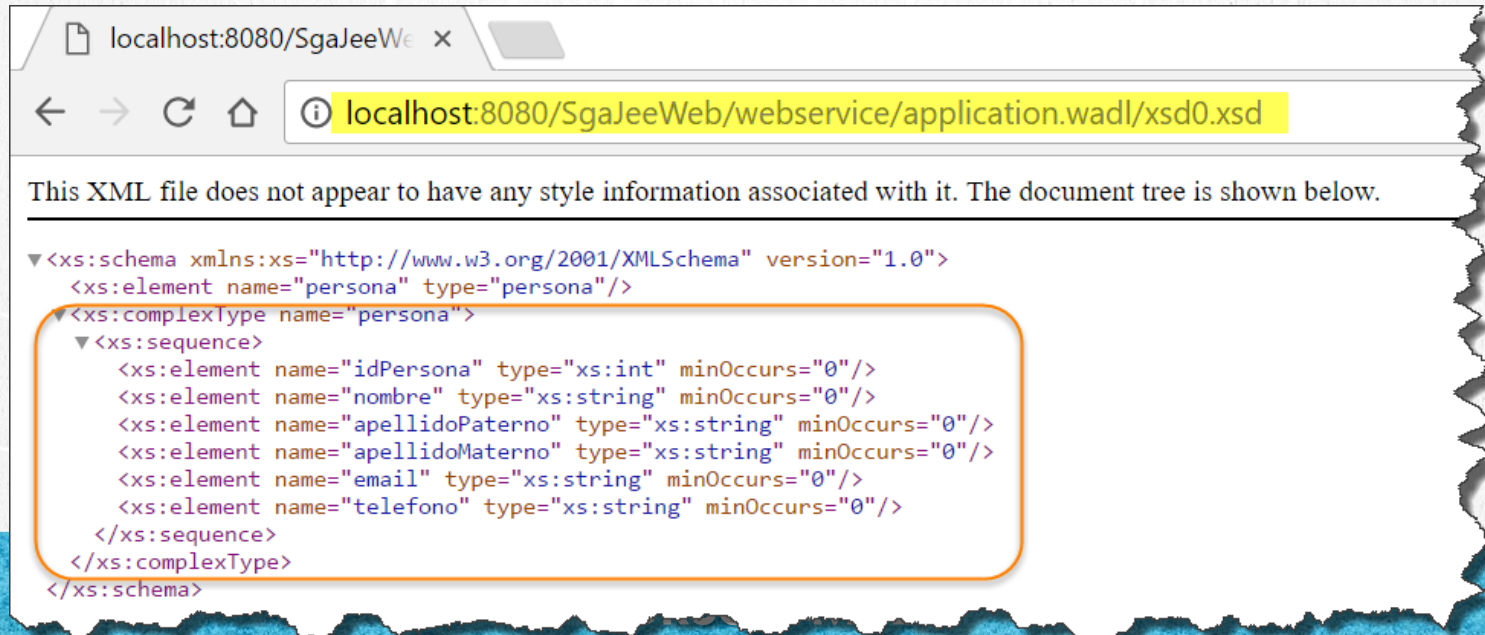 localhost:8080/SgaJeeWe
localhost:8080/SgaJeeWeb/webservice/application.wadl/xsd0.xsd
This XML file does not appear to have any style information associated with it. The document tree is shown below.
▼<xs:schema xmlns:xs="http://www.w3.org/2001/XMLSchema" version="1.0">
<xs:element name="persona" type="persona"/>
▼<xs:complexType name="persona">
▼<xs:sequence>
<xs:element name="idPersona" type="xs:int" minOccurs="0"/>
<xs:element name="nombre" type="xs:string" minOccurs="0"/>
<xs:element name="apellidoPaterno" type="xs:string" minOccurs="0"/>
<xs:element name="apellidoMaterno" type="xs:string" minOccurs="0"/>
<xs:element name="email" type="xs:string" minOccurs="0"/>
<xs:element name="telefono" type="xs:string" minOccurs="0"/>
</xs:sequence>
</xs:complexType>
</xs:schema>